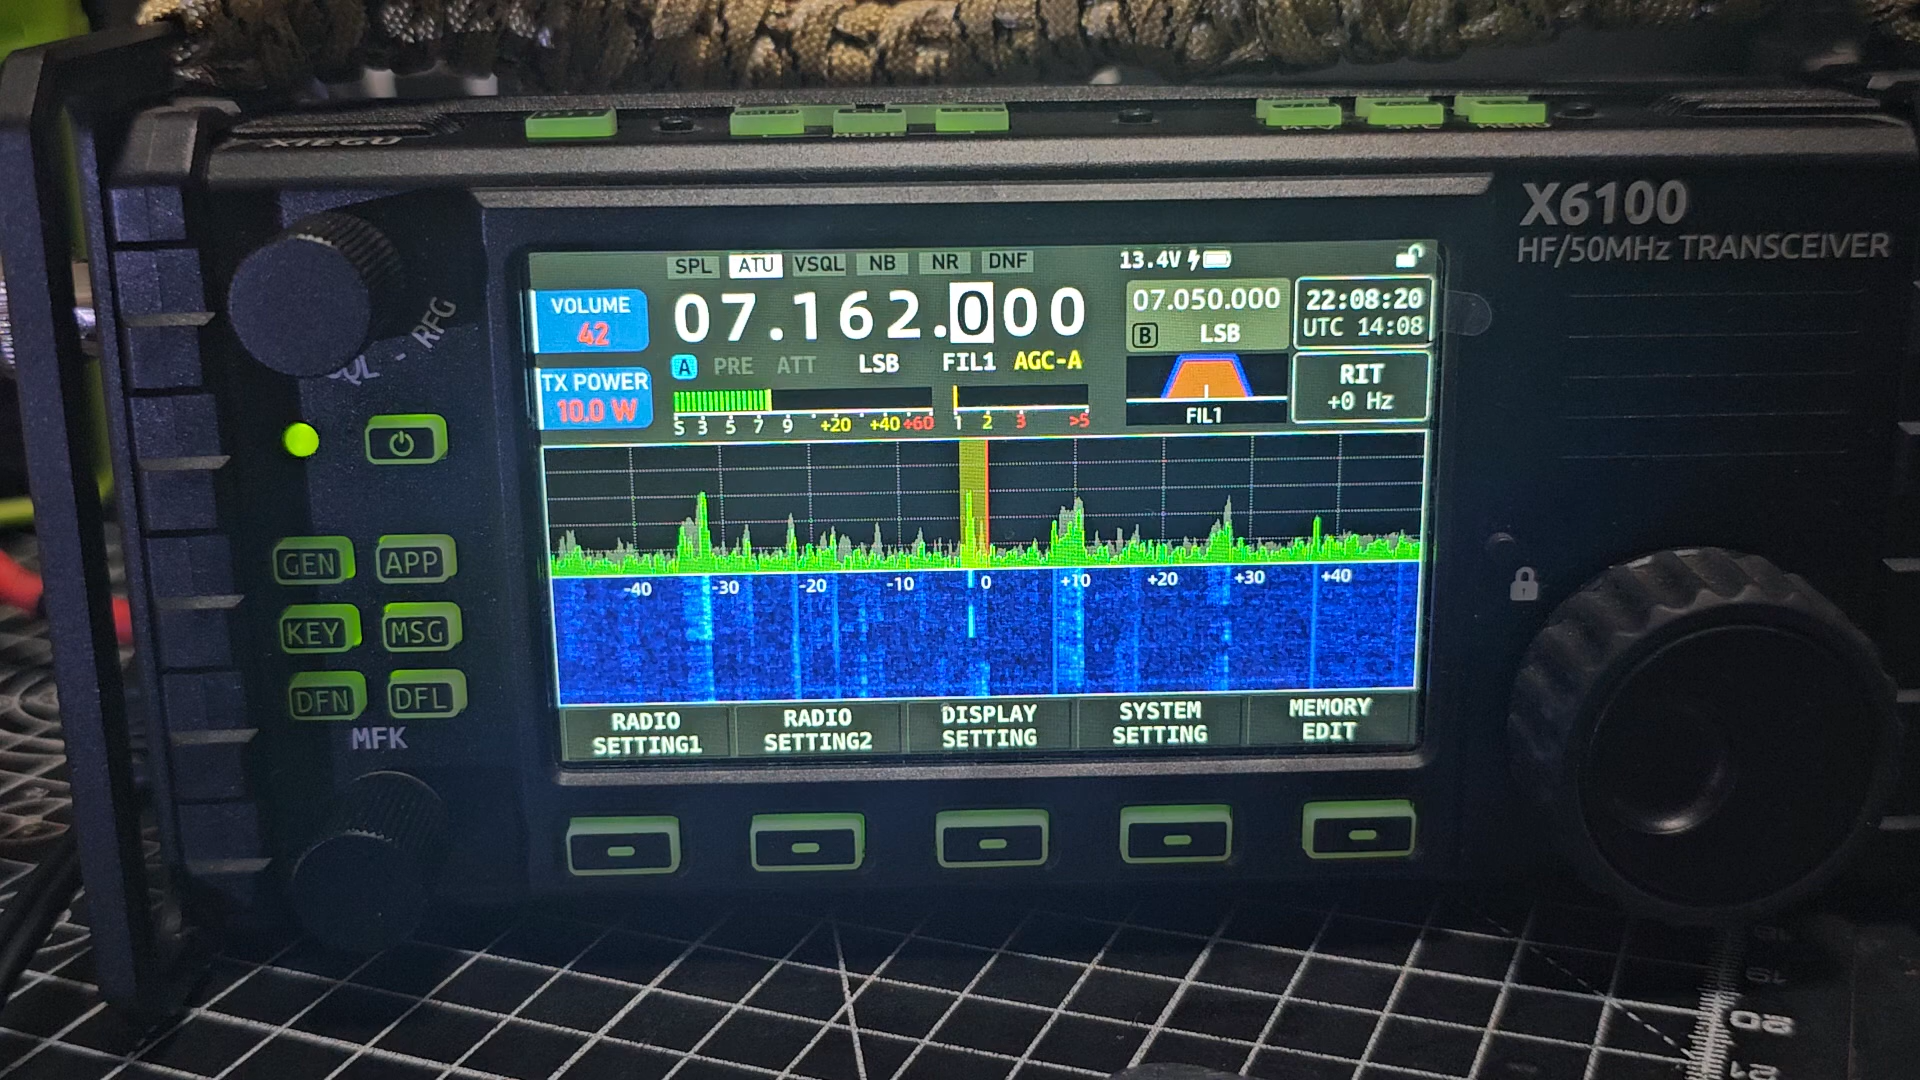 XIEGU
MODE
X6100
HF/50MHz TRANSCEIVER
SPL ATU VSQL NB NR DNF
13.4V
VOLUME
42
07.162.000
07.050.000
B LSB
22:08:20
UTC 14:08
A PRE ATT LSB FIL1 AGC-A
TX POWER
10.0 W
S 3 5 7 9 +20 +40 +60
1 2 3 >5
FIL1
RIT
+0 Hz
-40 -30 -20 -10 0 +10 +20 +30 +40
RADIO
SETTING1
RADIO
SETTING2
DISPLAY
SETTING
SYSTEM
SETTING
MEMORY
EDIT
- RFG
GEN APP
KEY MSG
DFN DFL
MFK